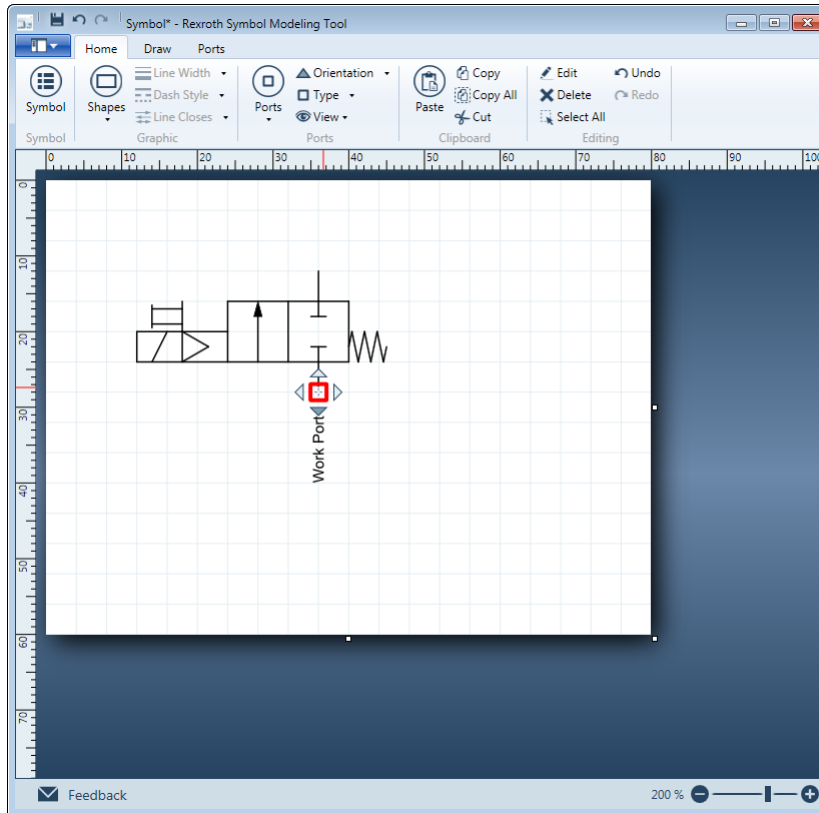 Symbol* - Rexroth Symbol Modeling Tool
Home Draw Ports
Line Width Orientation Copy Edit Undo
Dash Style Type Copy All Delete Redo
Symbol Shapes Line Closes Ports View Paste Cut Select All
Symbol Graphic Ports Clipboard Editing
0 10 20 30 40 50 60 70 80 90 100
0
10
20
30
40
50
60
70
Work Port
Feedback 200 %